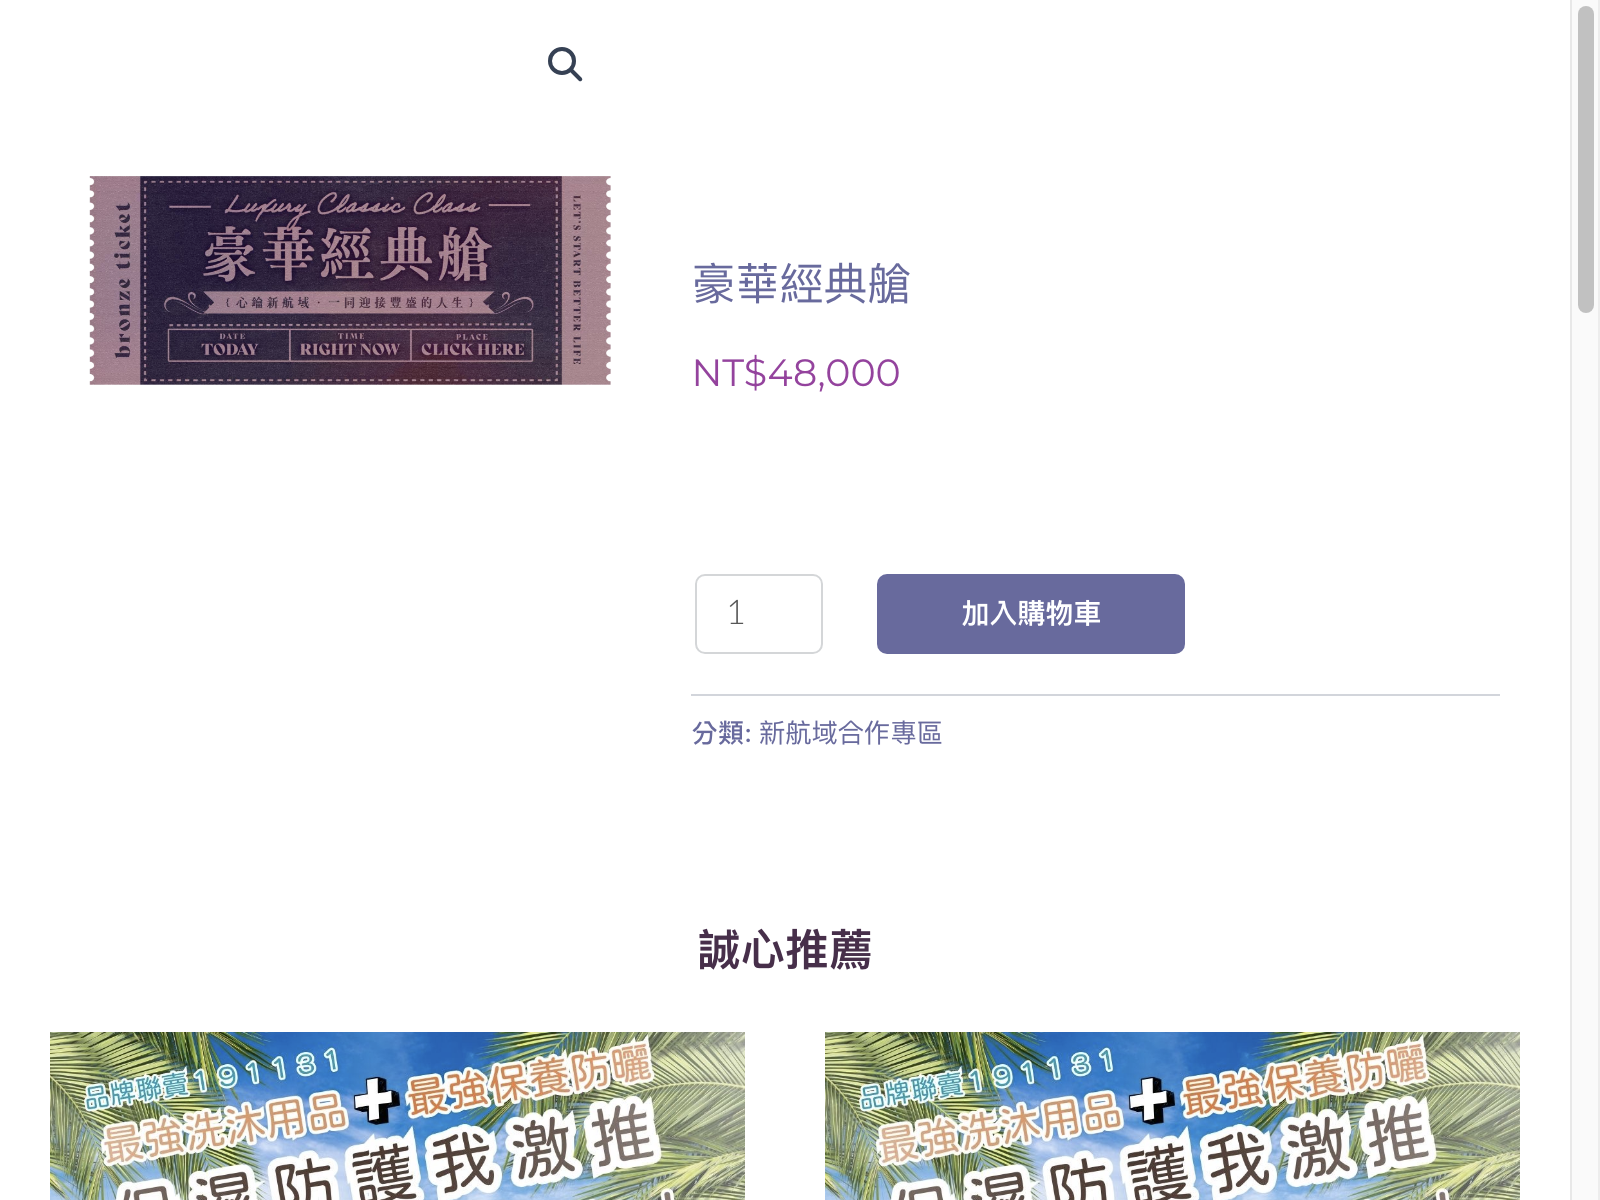 bronze ticket
Luxury Classic Class
豪華經典艙
{ 心鑰新航域 · 一同迎接豐盛的人生 }
DATE
TODAY
TIME
RIGHT NOW
PLACE
CLICK HERE
LET'S START BETTER LIFE
豪華經典艙
NT$48,000
1
加入購物車
分類: 新航域合作專區
誠心推薦
品牌聯賣191131
最強洗沐用品+最強保養防曬
保濕防護我激推
品牌聯賣191131
最強洗沐用品+最強保養防曬
保濕防護我激推